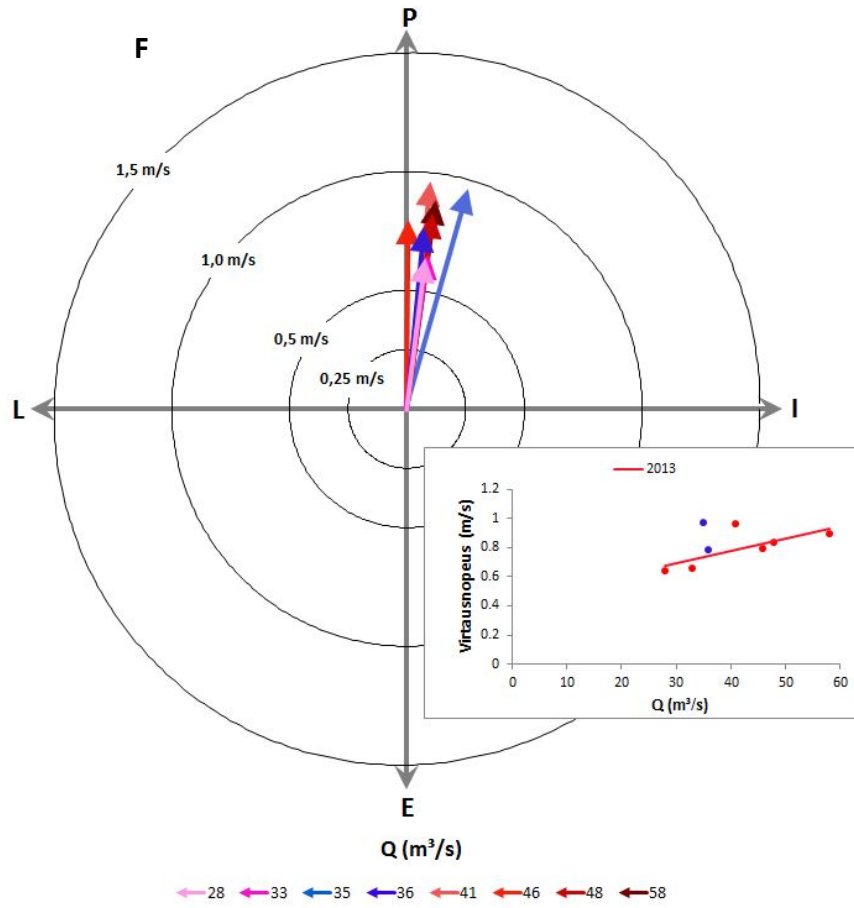 P
F
1,5 m/s
1,0 m/s
0,5 m/s
0,25 m/s
L
I
2013
1.2
1
0.8
0.6
0.4
0.2
0
Virtausnopeus (m/s)
0 10 20 30 40 50 60
Q (m³/s)
E
Q (m³/s)
28 33 35 36 41 46 48 58